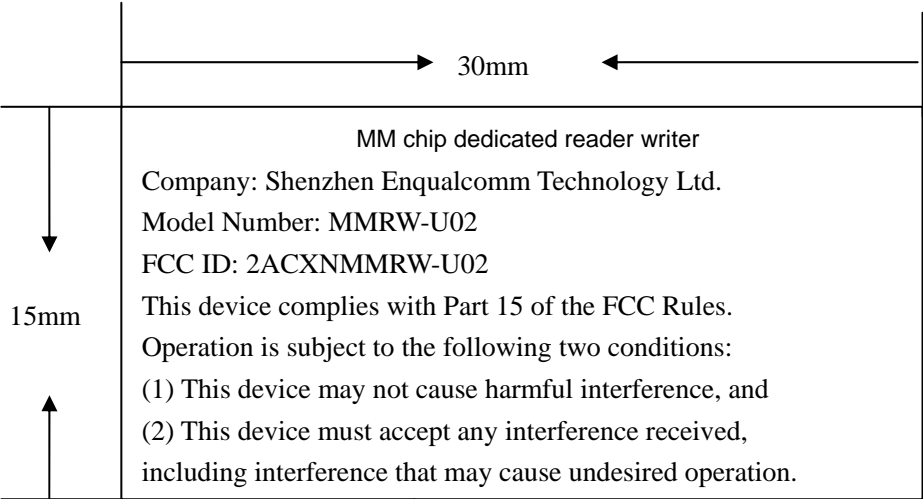 30mm
MM chip dedicated reader writer
Company: Shenzhen Enqualcomm Technology Ltd.
Model Number: MMRW-U02
FCC ID: 2ACXNMMRW-U02
15mm
This device complies with Part 15 of the FCC Rules.
Operation is subject to the following two conditions:
(1) This device may not cause harmful interference, and
(2) This device must accept any interference received,
including interference that may cause undesired operation.